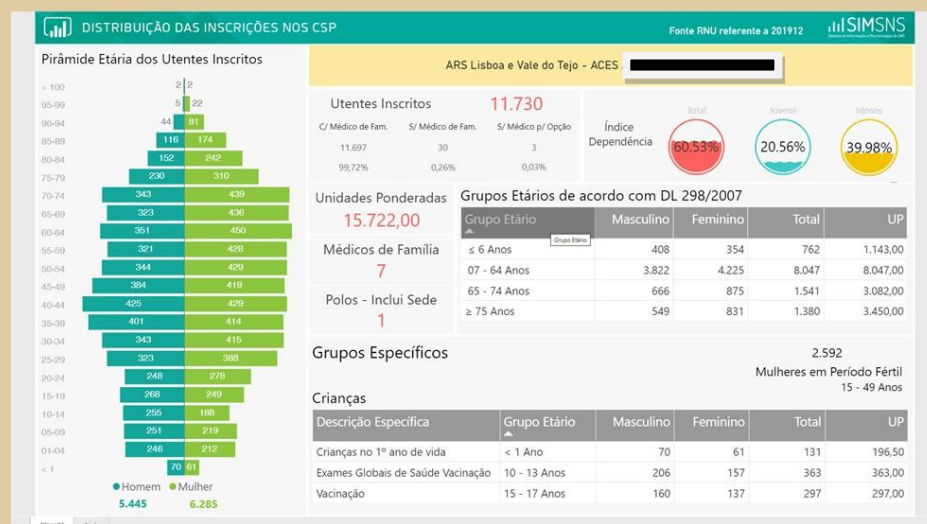 DISTRIBUIÇÃO DAS INSCRIÇÕES NOS CSP
Fonte RNU referente a 201912
SIMSNS
Pirâmide Etária dos Utentes Inscritos
> 100 2 2
95-99 5 22
90-94 44 81
85-89 116 174
80-84 152 242
75-79 230 310
70-74 343 439
65-69 323 436
60-64 351 450
55-59 321 428
50-54 344 429
45-49 384 419
40-44 425 429
35-39 401 414
30-34 343 415
25-29 323 388
20-24 248 278
15-19 268 249
10-14 255 188
05-09 251 219
01-04 246 212
< 1 70 61
Homem Mulher
5.445 6.285
ARS Lisboa e Vale do Tejo - ACES
Utentes Inscritos 11.730
C/ Médico de Fam. S/ Médico de Fam. S/ Médico p/ Opção
11.697 30 3
99,72% 0,26% 0,03%
Índice Dependência
Total Jovens Idosos
60.53% 20.56% 39.98%
Unidades Ponderadas
15.722,00
Médicos de Família
7
Polos - Inclui Sede
1
Grupos Etários de acordo com DL 298/2007
Grupo Etário Masculino Feminino Total UP
Grupo Etário
≤ 6 Anos 408 354 762 1.143,00
07 - 64 Anos 3.822 4.225 8.047 8.047,00
65 - 74 Anos 666 875 1.541 3.082,00
≥ 75 Anos 549 831 1.380 3.450,00
Grupos Específicos
2.592
Mulheres em Período Fértil
15 - 49 Anos
Crianças
Descrição Específica Grupo Etário Masculino Feminino Total UP
Crianças no 1º ano de vida < 1 Ano 70 61 131 196,50
Exames Globais de Saúde Vacinação 10 - 13 Anos 206 157 363 363,00
Vacinação 15 - 17 Anos 160 137 297 297,00